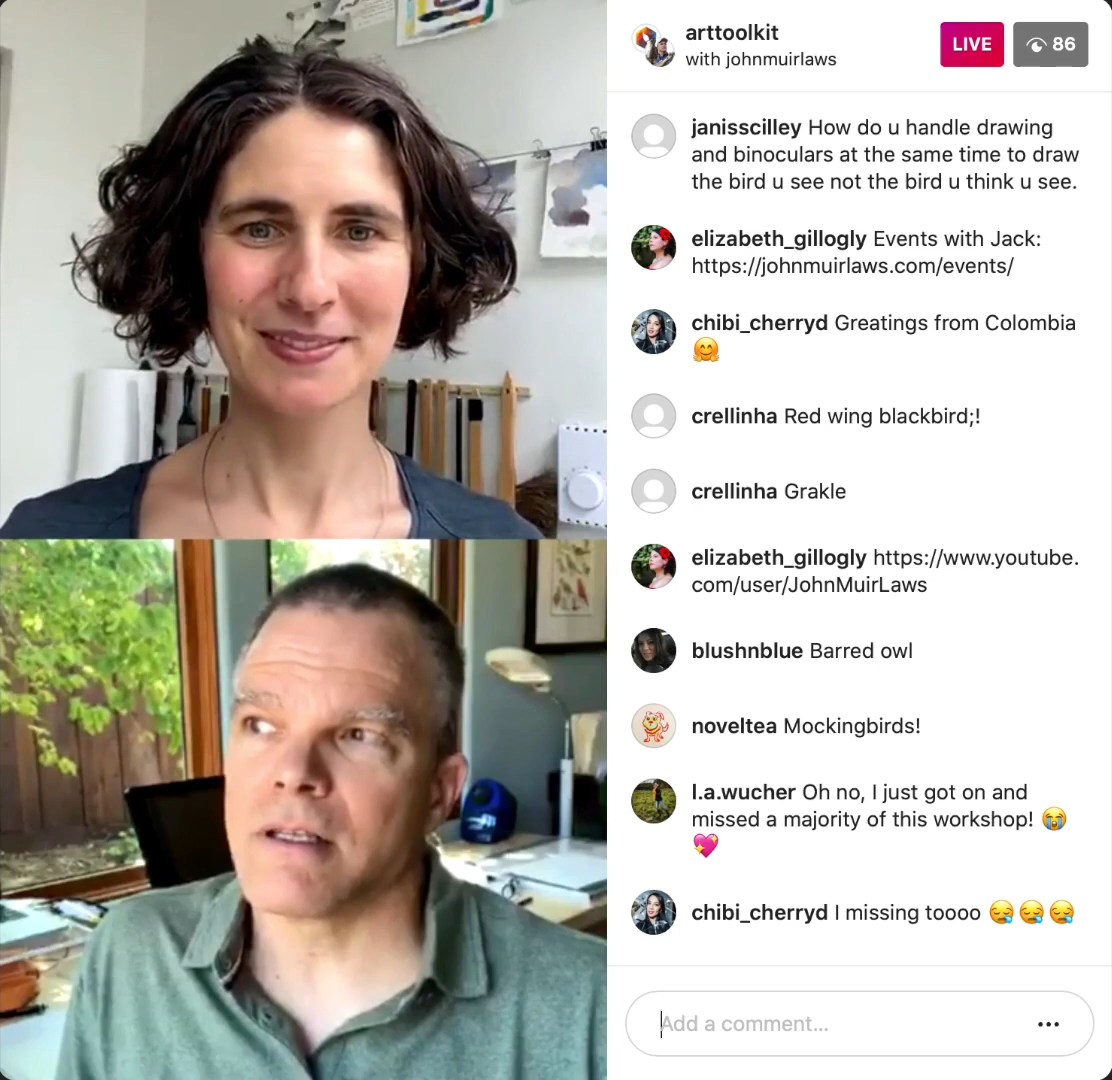 arttoolkit
with johnmuirlaws
LIVE
86
janisscilley How do u handle drawing
and binoculars at the same time to draw
the bird u see not the bird u think u see.
elizabeth_gillogly Events with Jack:
https://johnmuirlaws.com/events/
chibi_cherryd Greatings from Colombia
🤗
crellinha Red wing blackbird;!
crellinha Grakle
elizabeth_gillogly https://www.youtube.
com/user/JohnMuirLaws
blushnblue Barred owl
noveltea Mockingbirds!
l.a.wucher Oh no, I just got on and
missed a majority of this workshop! 😭
💖
chibi_cherryd I missing toooo 😪😪😪
Add a comment...